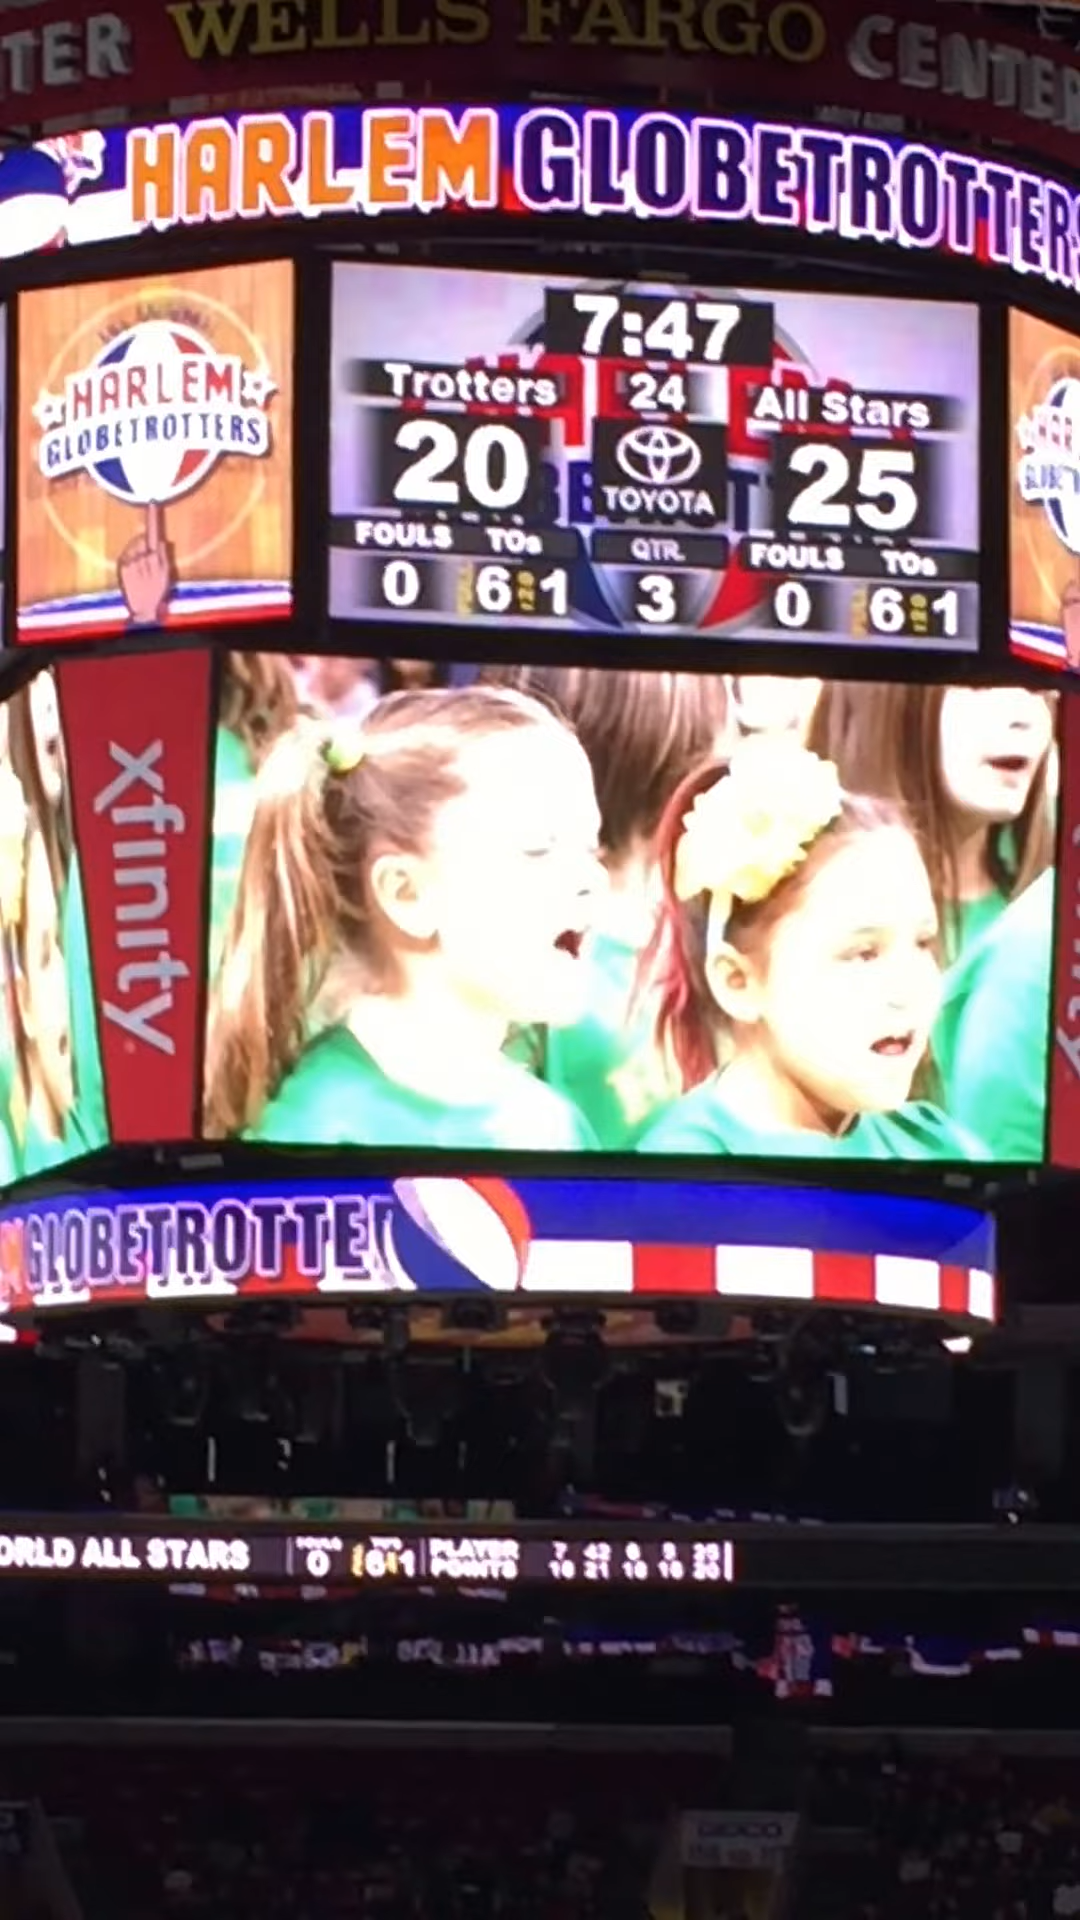 TER WELLS FARGO CENTER
HARLEM GLOBETROTTERS
HARLEM
GLOBETROTTERS
7:47
Trotters 24 All Stars
20 TOYOTA 25
FOULS TOs QTR. FOULS TOs
0 6 1 3 0 6 1
xfinity
GLOBETROTTE
ORLD ALL STARS 0 6 1 PLAYER
POINTS
GEICO